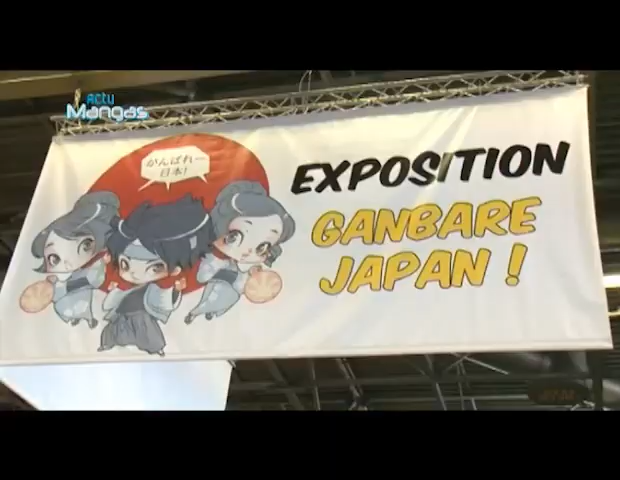 Actu
Mangas
がんばれー
日本!
EXPOSITION
GANBARE
JAPAN !